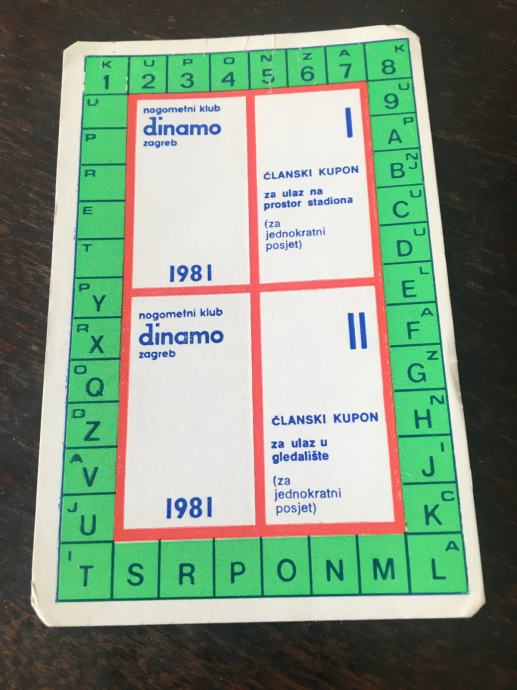 K U P O N Z A K
1 2 3 4 5 6 7 8
U 9
P A
NJ B
U C
U D
L E
A F
Z G
N H
I J
C K
A L
U
P
R
E
T
P Y
R X
O Q
D Z
A V
J U
I T
S R P O N M
nogometni klub
dinamo
zagreb
1981
I
ČLANSKI KUPON
za ulaz na
prostor stadiona
(za
jednokratni
posjet)
nogometni klub
dinamo
zagreb
1981
II
ČLANSKI KUPON
za ulaz u
gledalište
(za
jednokratni
posjet)